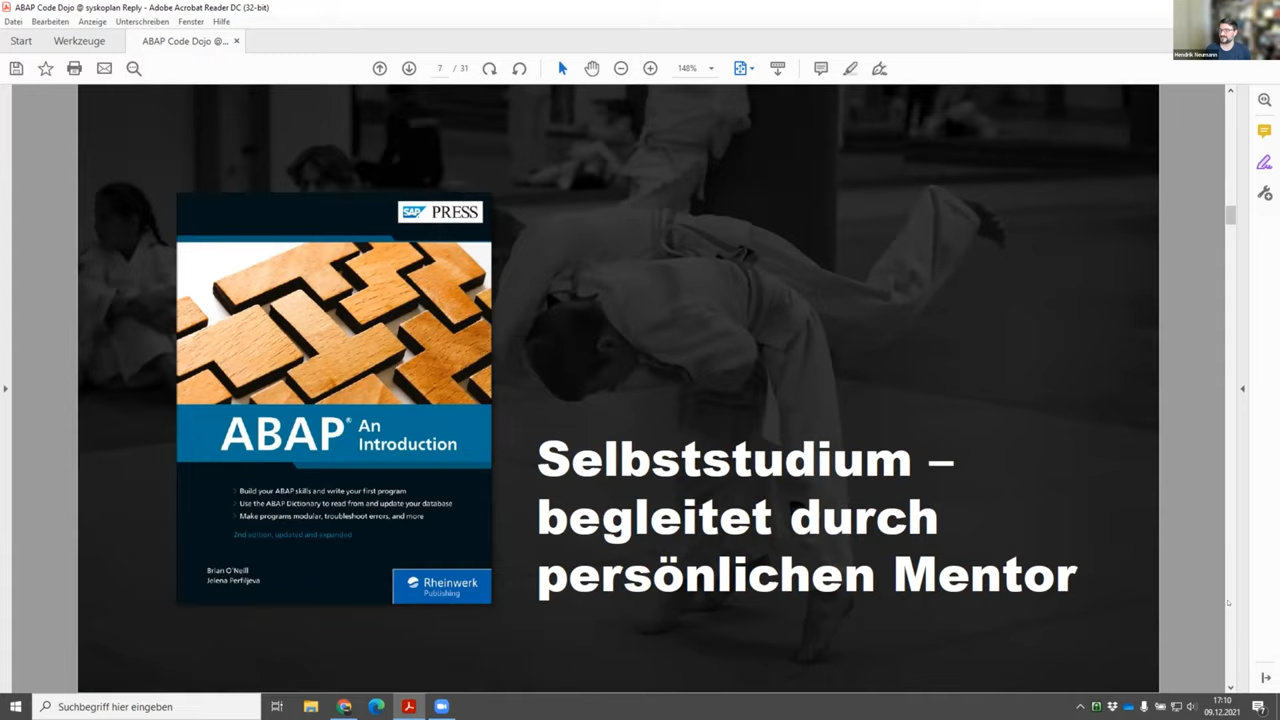 ABAP Code Dojo @ syskoplan Reply - Adobe Acrobat Reader DC (32-bit)
Datei Bearbeiten Anzeige Unterschreiben Fenster Hilfe
Start Werkzeuge ABAP Code Dojo @... ×
7 / 31 148%
Hendrik Neumann
SAP PRESS
ABAP® An
Introduction
Build your ABAP skills and write your first program
Use the ABAP Dictionary to read from and update your database
Make programs modular, troubleshoot errors, and more
2nd edition, updated and expanded
Brian O'Neill
Jelena Perfiljeva
Rheinwerk
Publishing
Selbststudium –
begleitet durch
persönlichen Mentor
Suchbegriff hier eingeben
17:10
09.12.2021
7